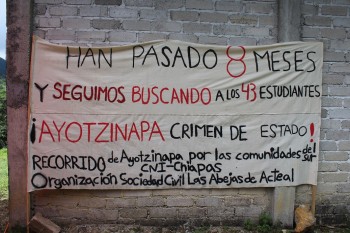 HAN PASADO 8 MESES
Y SEGUIMOS BUSCANDO A LOS 43 ESTUDIANTES
¡AYOTZINAPA CRIMEN DE ESTADO!
RECORRIDO de Ayotzinapa por las comunidades del sur
CNI-Chiapas
Organización Sociedad Civil Las Abejas de Acteal